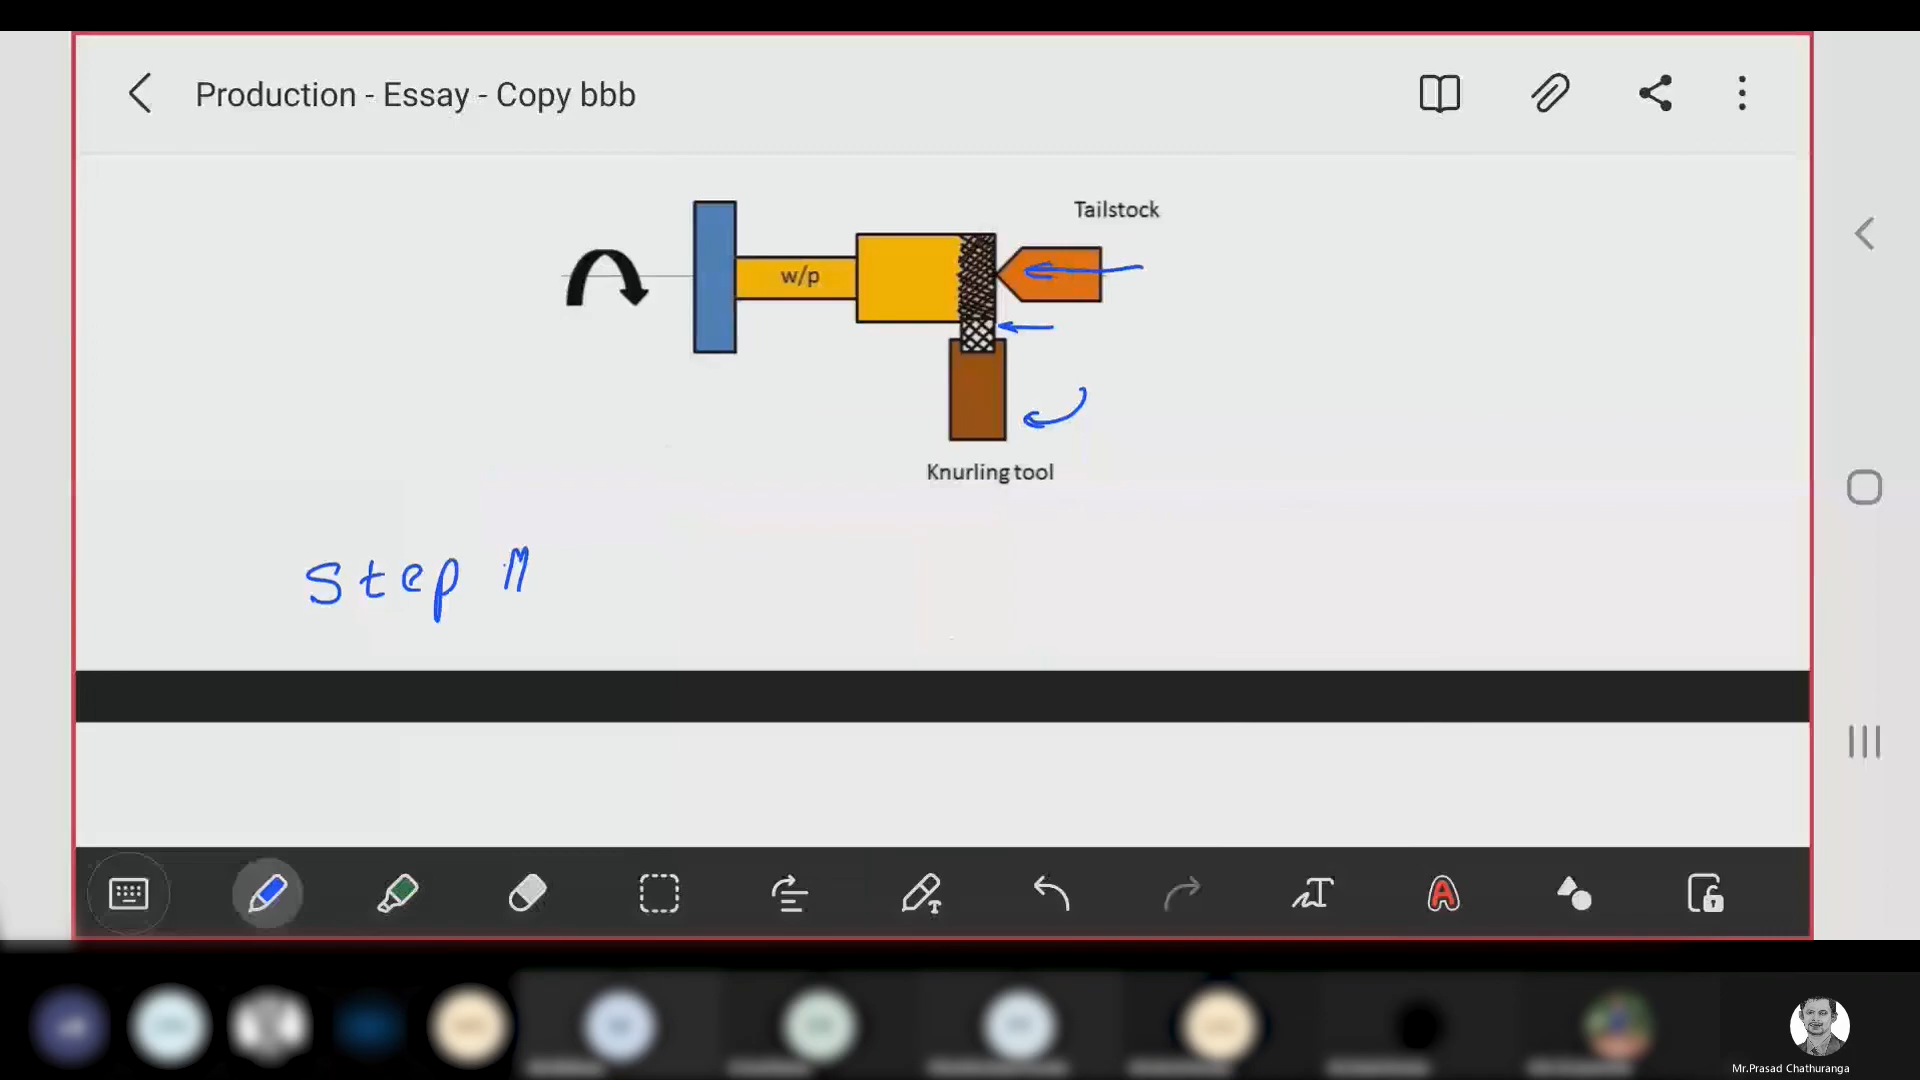 Production - Essay - Copy bbb
Tailstock
w/p
Knurling tool
Step
Mr.Prasad Chathuranga